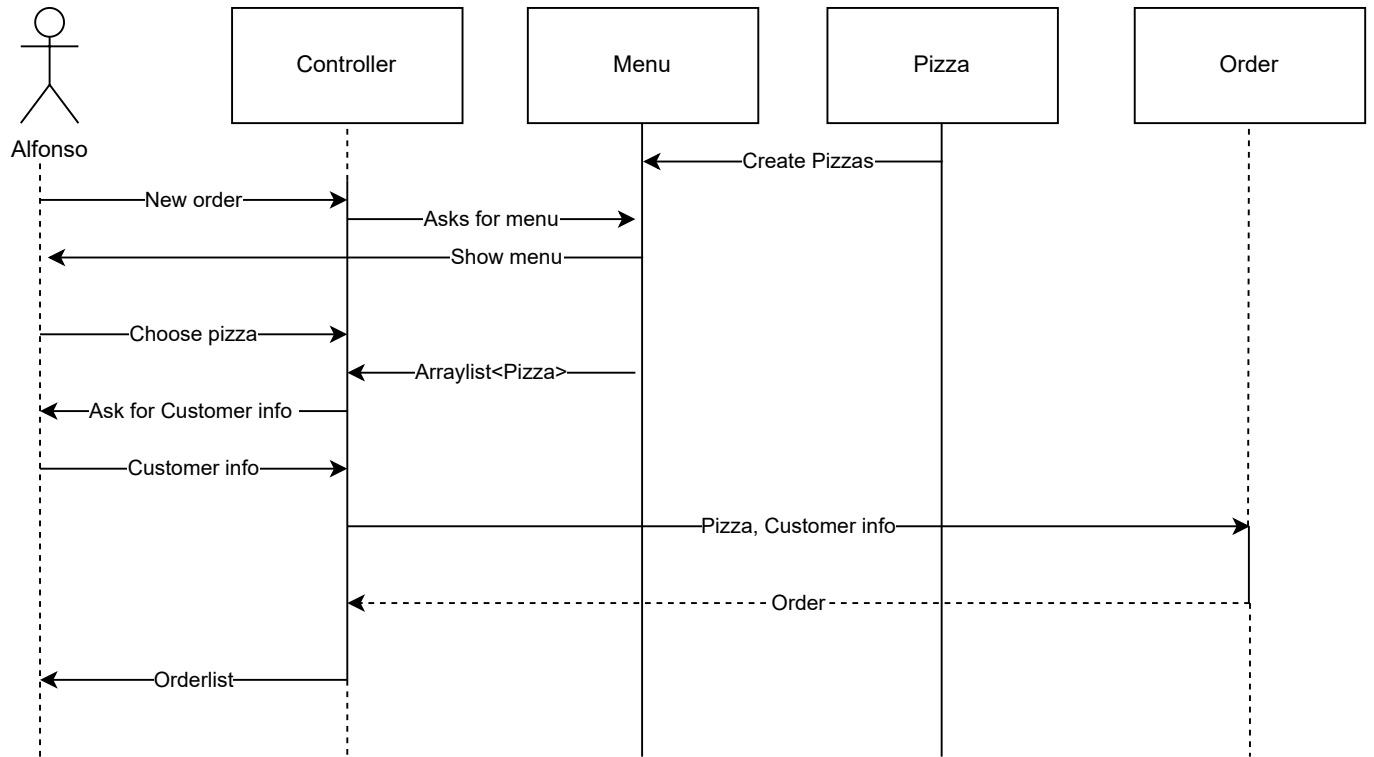 Controller
Menu
Pizza
Order
Alfonso
Create Pizzas
New order
Asks for menu
Show menu
Choose pizza
Arraylist<Pizza>
Ask for Customer info
Customer info
Pizza, Customer info
Order
Orderlist